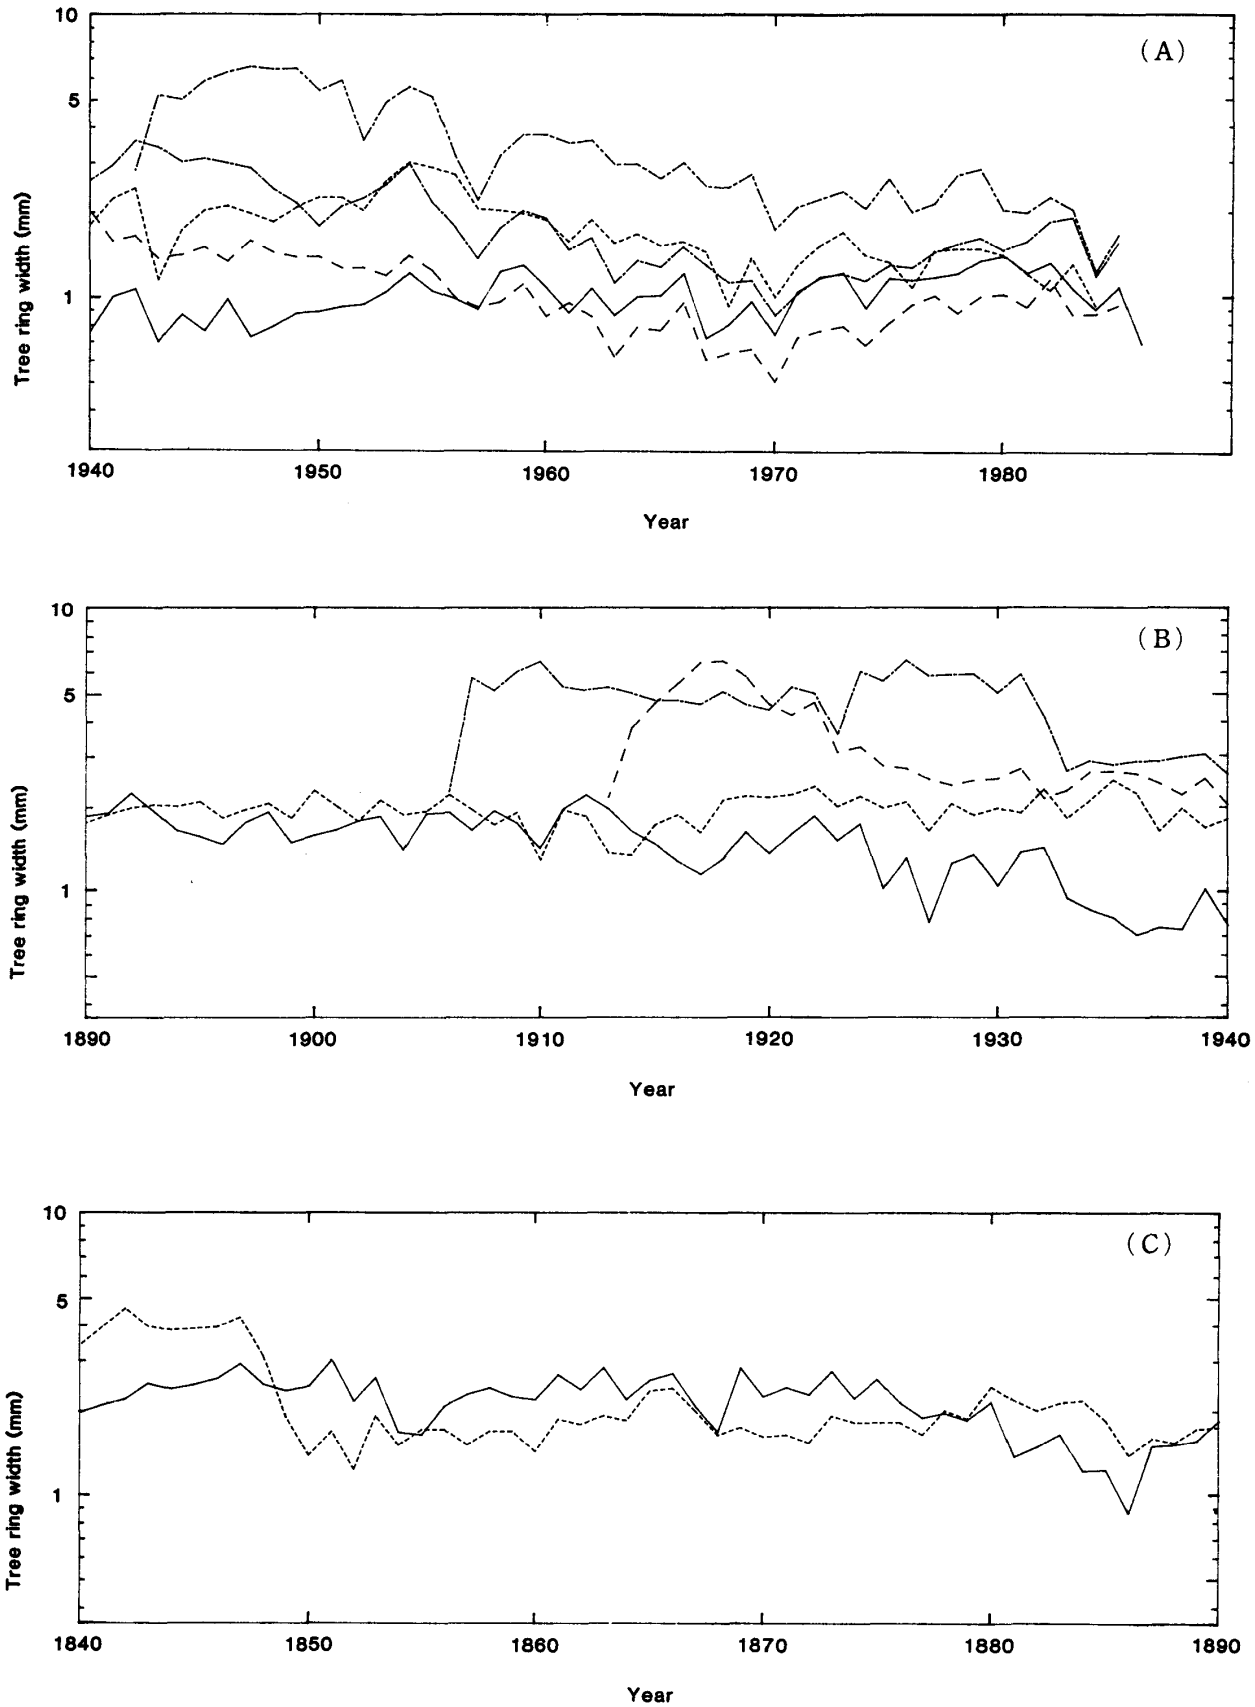 10
(A)
5
1
Tree ring width (mm)
1940 1950 1960 1970 1980
Year
10
(B)
5
1
Tree ring width (mm)
1890 1900 1910 1920 1930 1940
Year
10
(C)
5
1
Tree ring width (mm)
1840 1850 1860 1870 1880 1890
Year